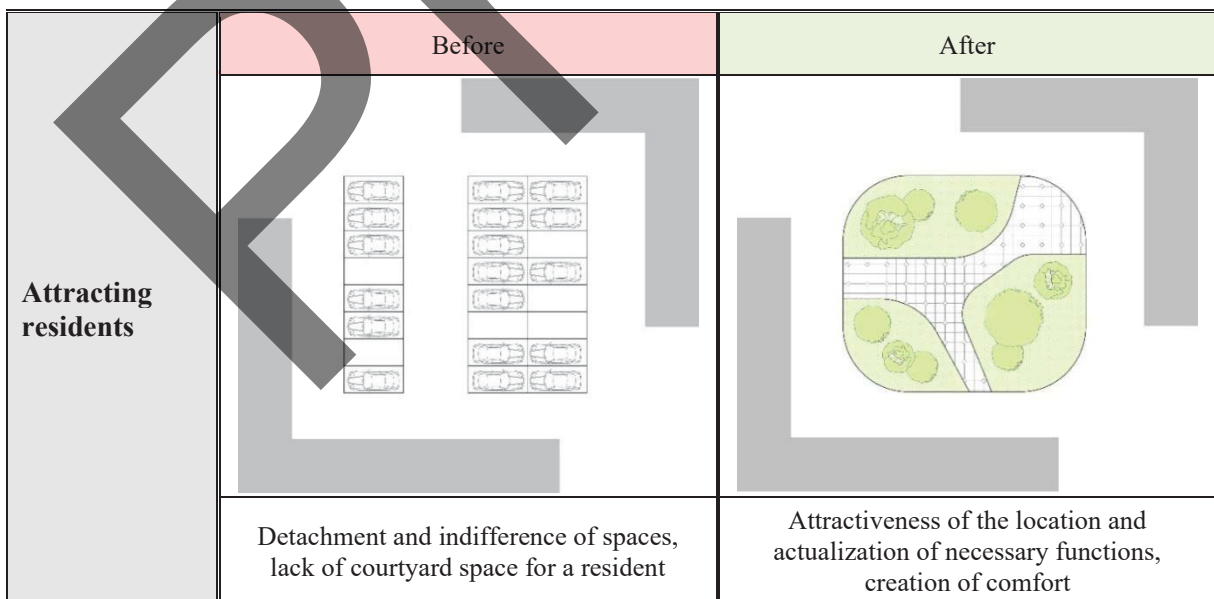 Before
After
Attracting
residents
Detachment and indifference of spaces,
lack of courtyard space for a resident
Attractiveness of the location and
actualization of necessary functions,
creation of comfort